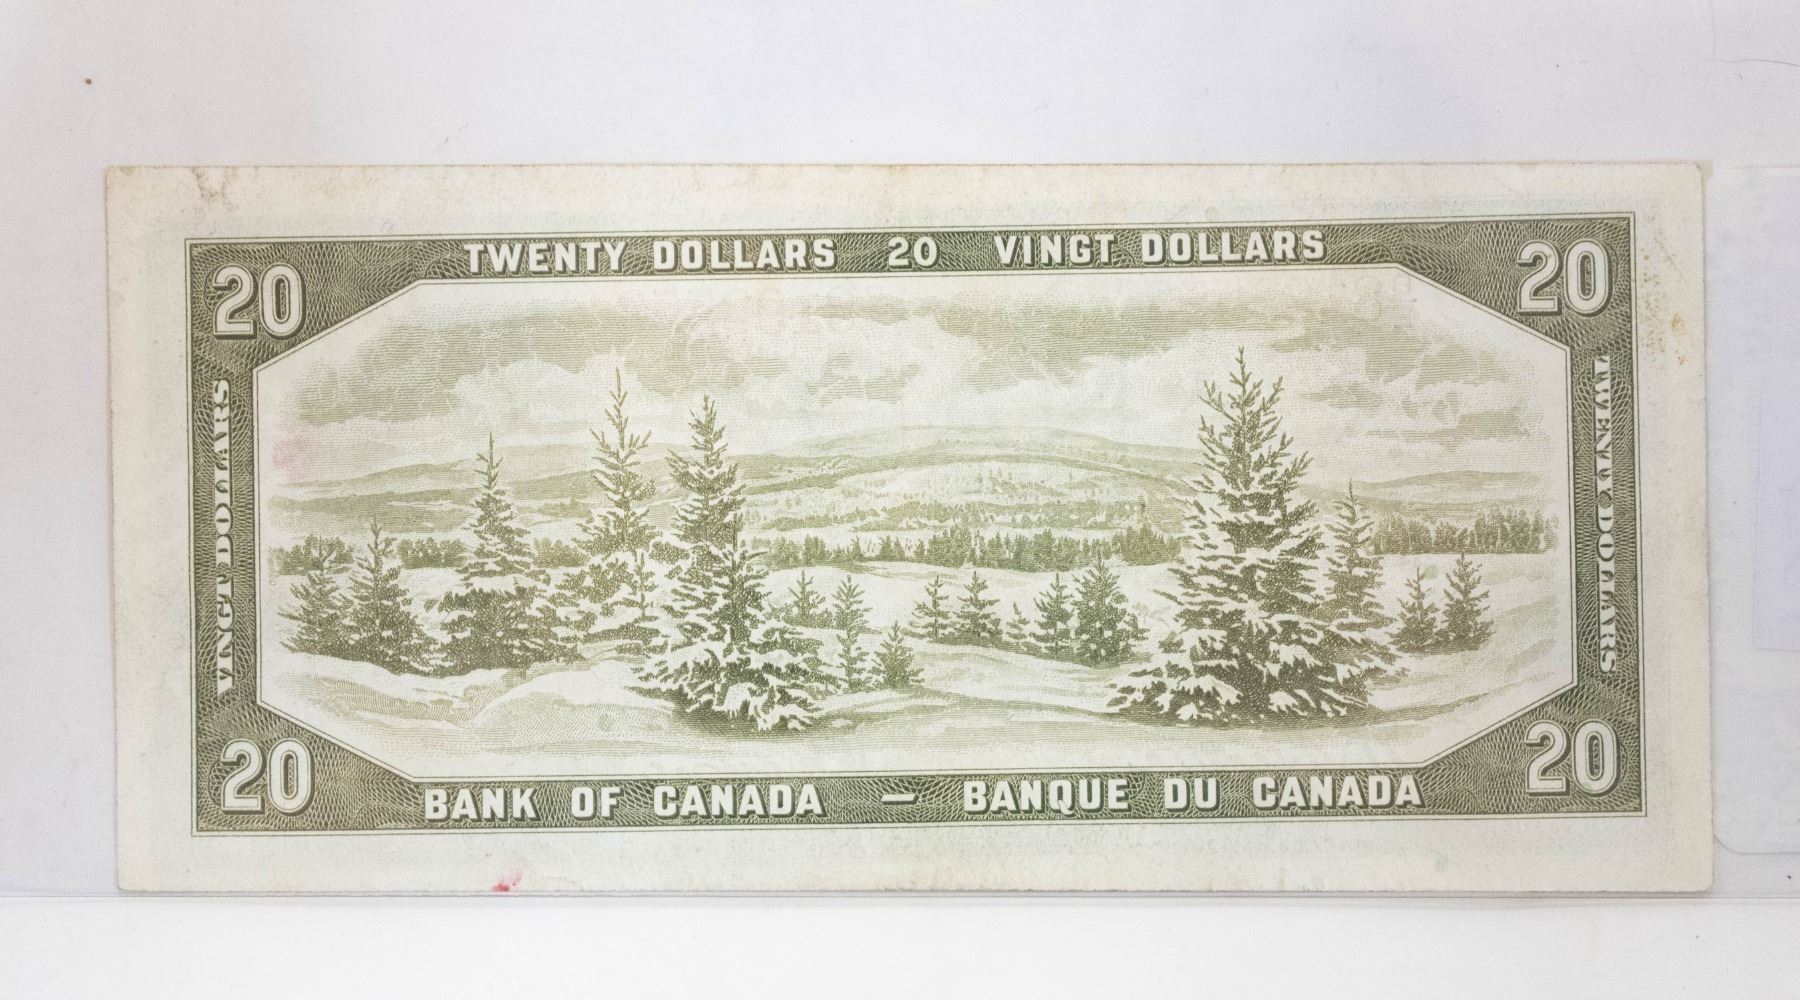 TWENTY DOLLARS 20 VINGT DOLLARS
20
20
VINGT DOLLARS
TWENTY DOLLARS
20
20
BANK OF CANADA — BANQUE DU CANADA